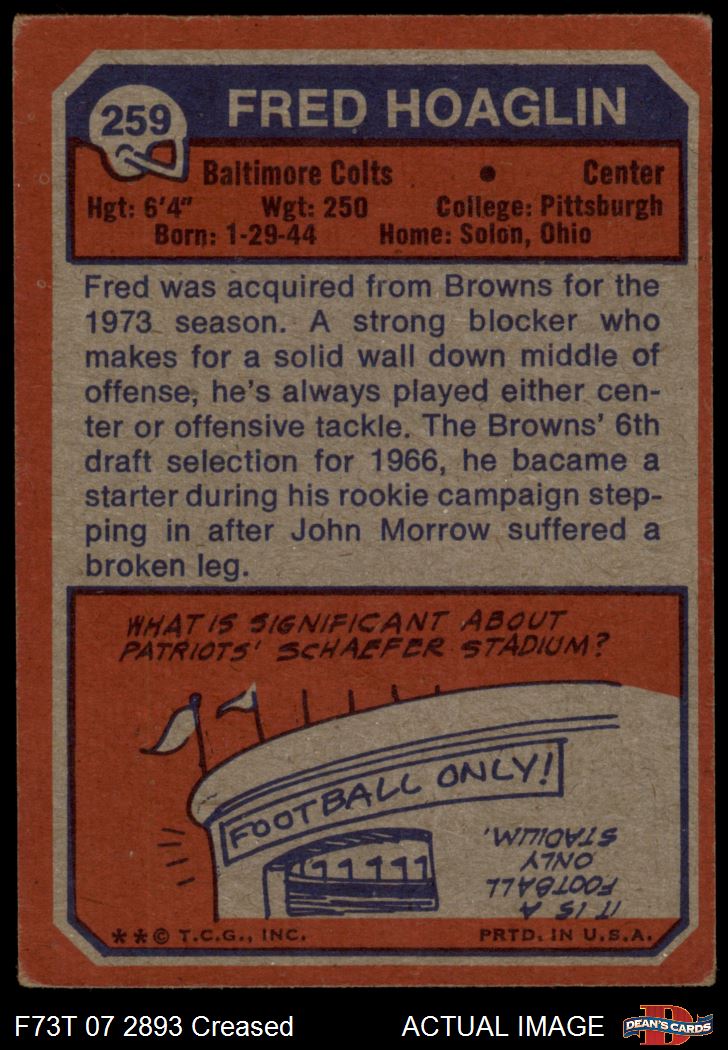 259
FRED HOAGLIN
Baltimore Colts • Center
Hgt: 6'4" Wgt: 250 College: Pittsburgh
Born: 1-29-44 Home: Solon, Ohio
Fred was acquired from Browns for the
1973 season. A strong blocker who
makes for a solid wall down middle of
offense, he's always played either cen-
ter or offensive tackle. The Browns' 6th
draft selection for 1966, he bacame a
starter during his rookie campaign step-
ping in after John Morrow suffered a
broken leg.
WHAT IS SIGNIFICANT ABOUT
PATRIOTS' SCHAEFER STADIUM?
FOOTBALL ONLY!
IT IS A
FOOTBALL
ONLY
STADIUM.
**© T.C.G., INC. PRTD. IN U.S.A.
F73T 07 2893 Creased ACTUAL IMAGE
D
DEAN'S CARDS